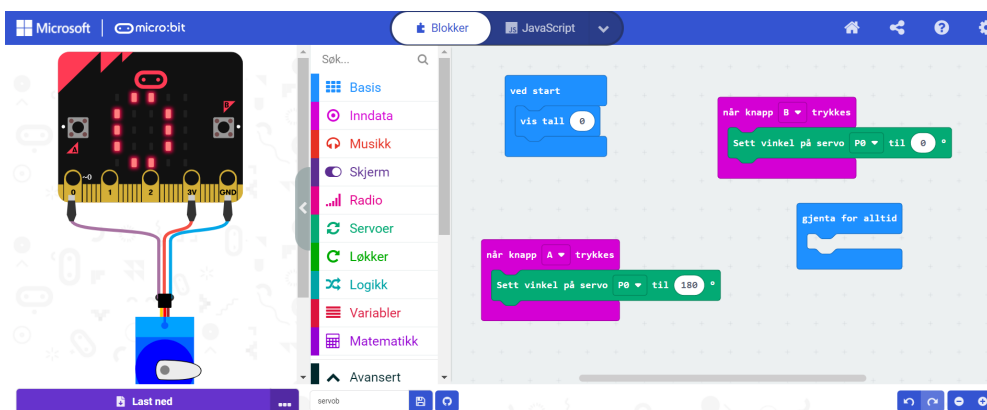 Microsoft
micro:bit
Blokker
JS JavaScript
A
B
~0
0 1 2 3V GND
Søk...
Basis
Inndata
Musikk
Skjerm
Radio
Servoer
Løkker
Logikk
Variabler
Matematikk
Avansert
ved start
vis tall 0
når knapp B trykkes
Sett vinkel på servo P0 til 0 °
gjenta for alltid
når knapp A trykkes
Sett vinkel på servo P0 til 180 °
Last ned
servob